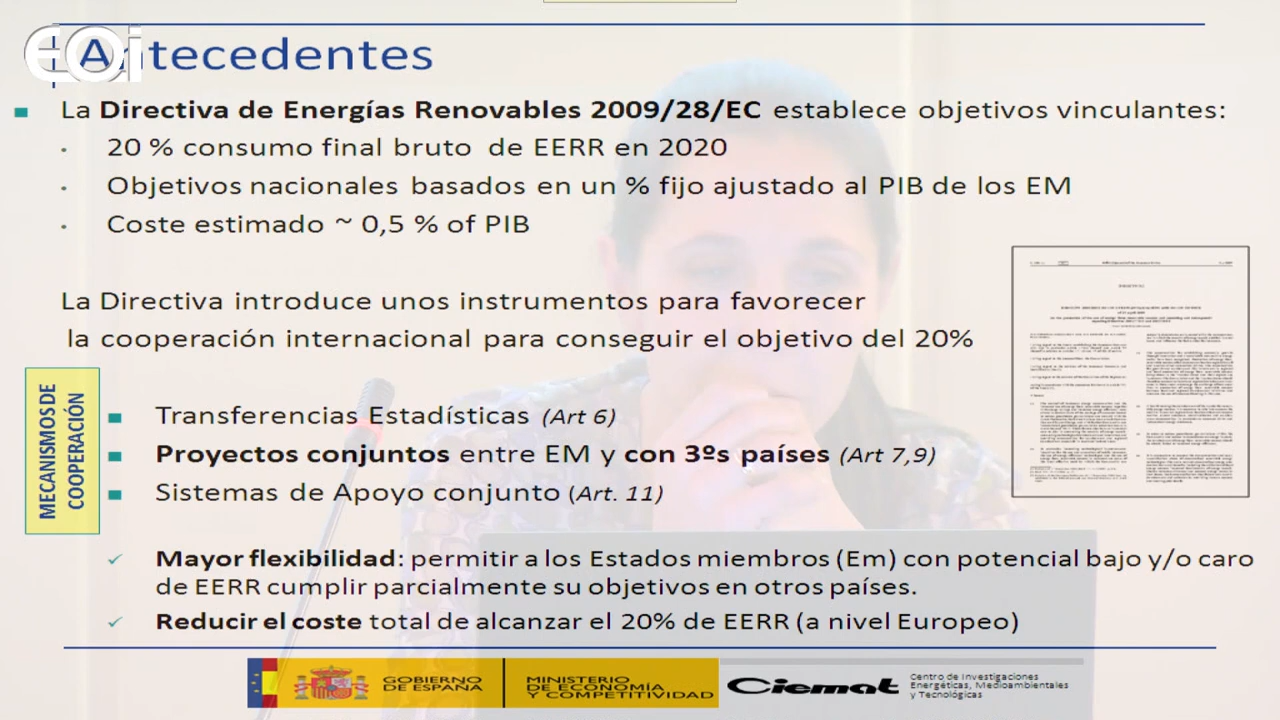 EOi
Antecedentes
La Directiva de Energías Renovables 2009/28/EC establece objetivos vinculantes:
20 % consumo final bruto de EERR en 2020
Objetivos nacionales basados en un % fijo ajustado al PIB de los EM
Coste estimado ~ 0,5 % of PIB
La Directiva introduce unos instrumentos para favorecer
la cooperación internacional para conseguir el objetivo del 20%
MECANISMOS DE
COOPERACIÓN
Transferencias Estadísticas (Art 6)
Proyectos conjuntos entre EM y con 3ºs países (Art 7,9)
Sistemas de Apoyo conjunto (Art. 11)
Mayor flexibilidad: permitir a los Estados miembros (Em) con potencial bajo y/o caro
de EERR cumplir parcialmente su objetivos en otros países.
Reducir el coste total de alcanzar el 20% de EERR (a nivel Europeo)
GOBIERNO
DE ESPAÑA
MINISTERIO
DE ECONOMÍA
Y COMPETITIVIDAD
Ciemat
Centro de Investigaciones
Energéticas, Medioambientales
y Tecnológicas